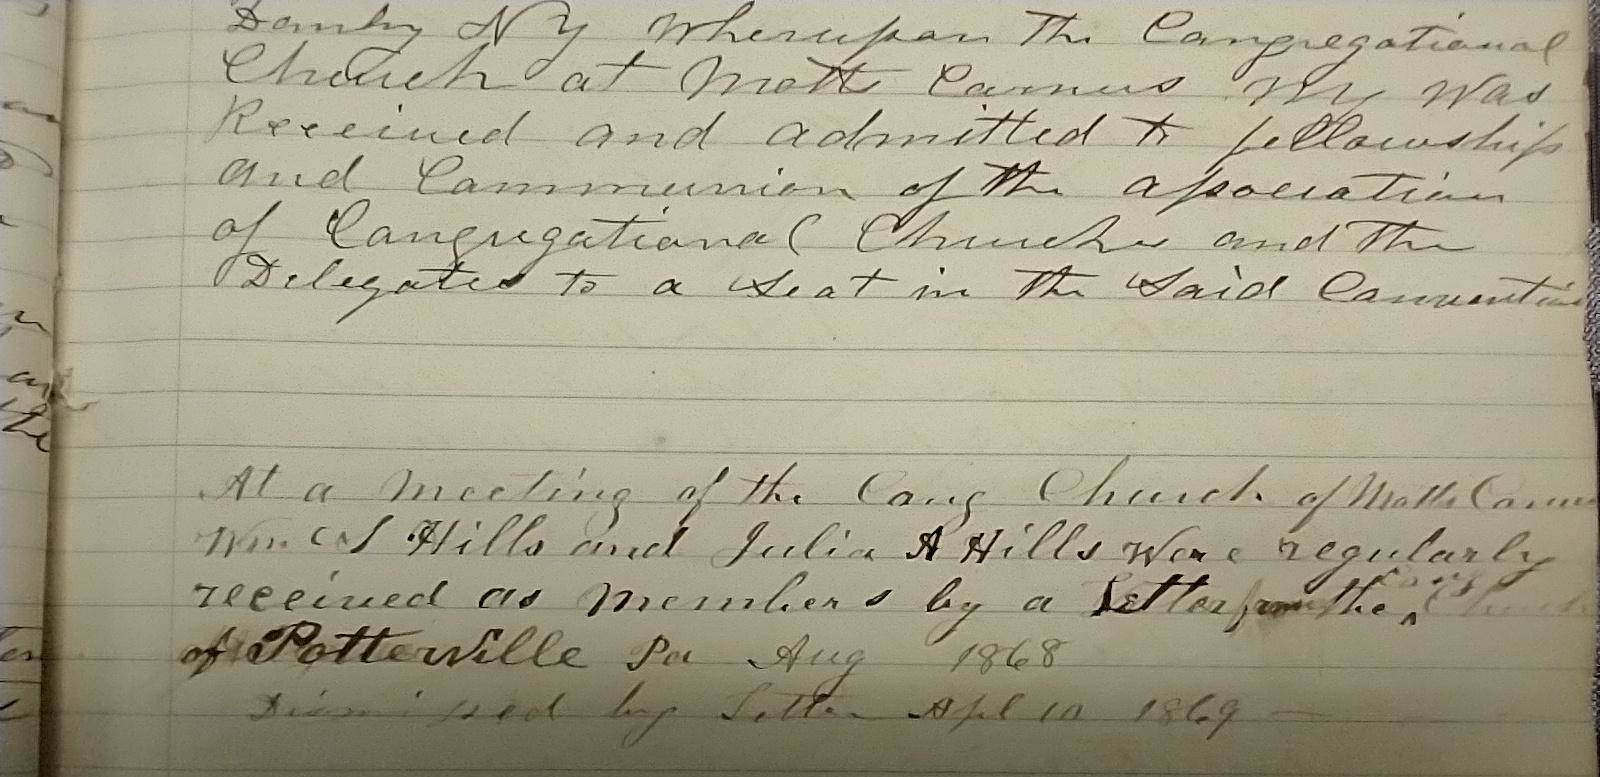 Danby NY Whereupon The Congregational
Church at Motts Corners NY Was
Received and admitted to fellowship
and Communion of the association
of Congregational Churches and the
Delegates to a Seat in the Said Convention
At a Meeting of the Cong Church of Motts Corners
Wm S Hills and Julia A Hills Were regularly
received as Members by a Letter from the ^ Cong Church
of Potterville Pa Aug 1868
Dismissed by Letter Apl 10 1869